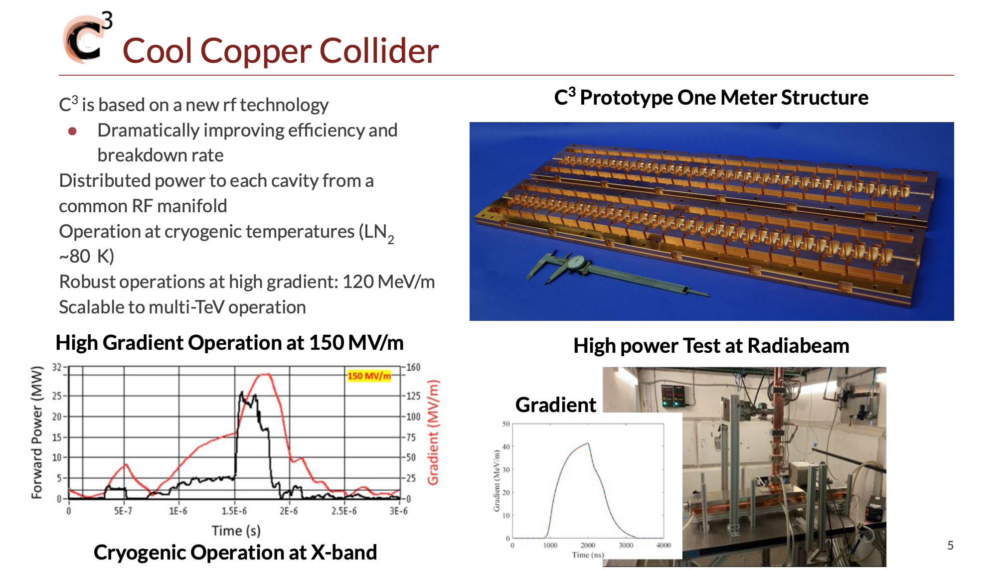 C³ Cool Copper Collider
C³ is based on a new rf technology
● Dramatically improving efficiency and
breakdown rate
Distributed power to each cavity from a
common RF manifold
Operation at cryogenic temperatures (LN₂
~80 K)
Robust operations at high gradient: 120 MeV/m
Scalable to multi-TeV operation
C³ Prototype One Meter Structure
High Gradient Operation at 150 MV/m
Forward Power (MW)
32
25
20
15
10
5
0
150 MV/m
160
125
100
75
50
25
0
Gradient (MV/m)
0 5E-7 1E-6 1.5E-6 2E-6 2.5E-6 3E-6
Time (s)
Cryogenic Operation at X-band
High power Test at Radiabeam
Gradient
Gradient (MeV/m)
50
40
30
20
10
0
0 1000 2000 3000 4000
Time (ns)
5